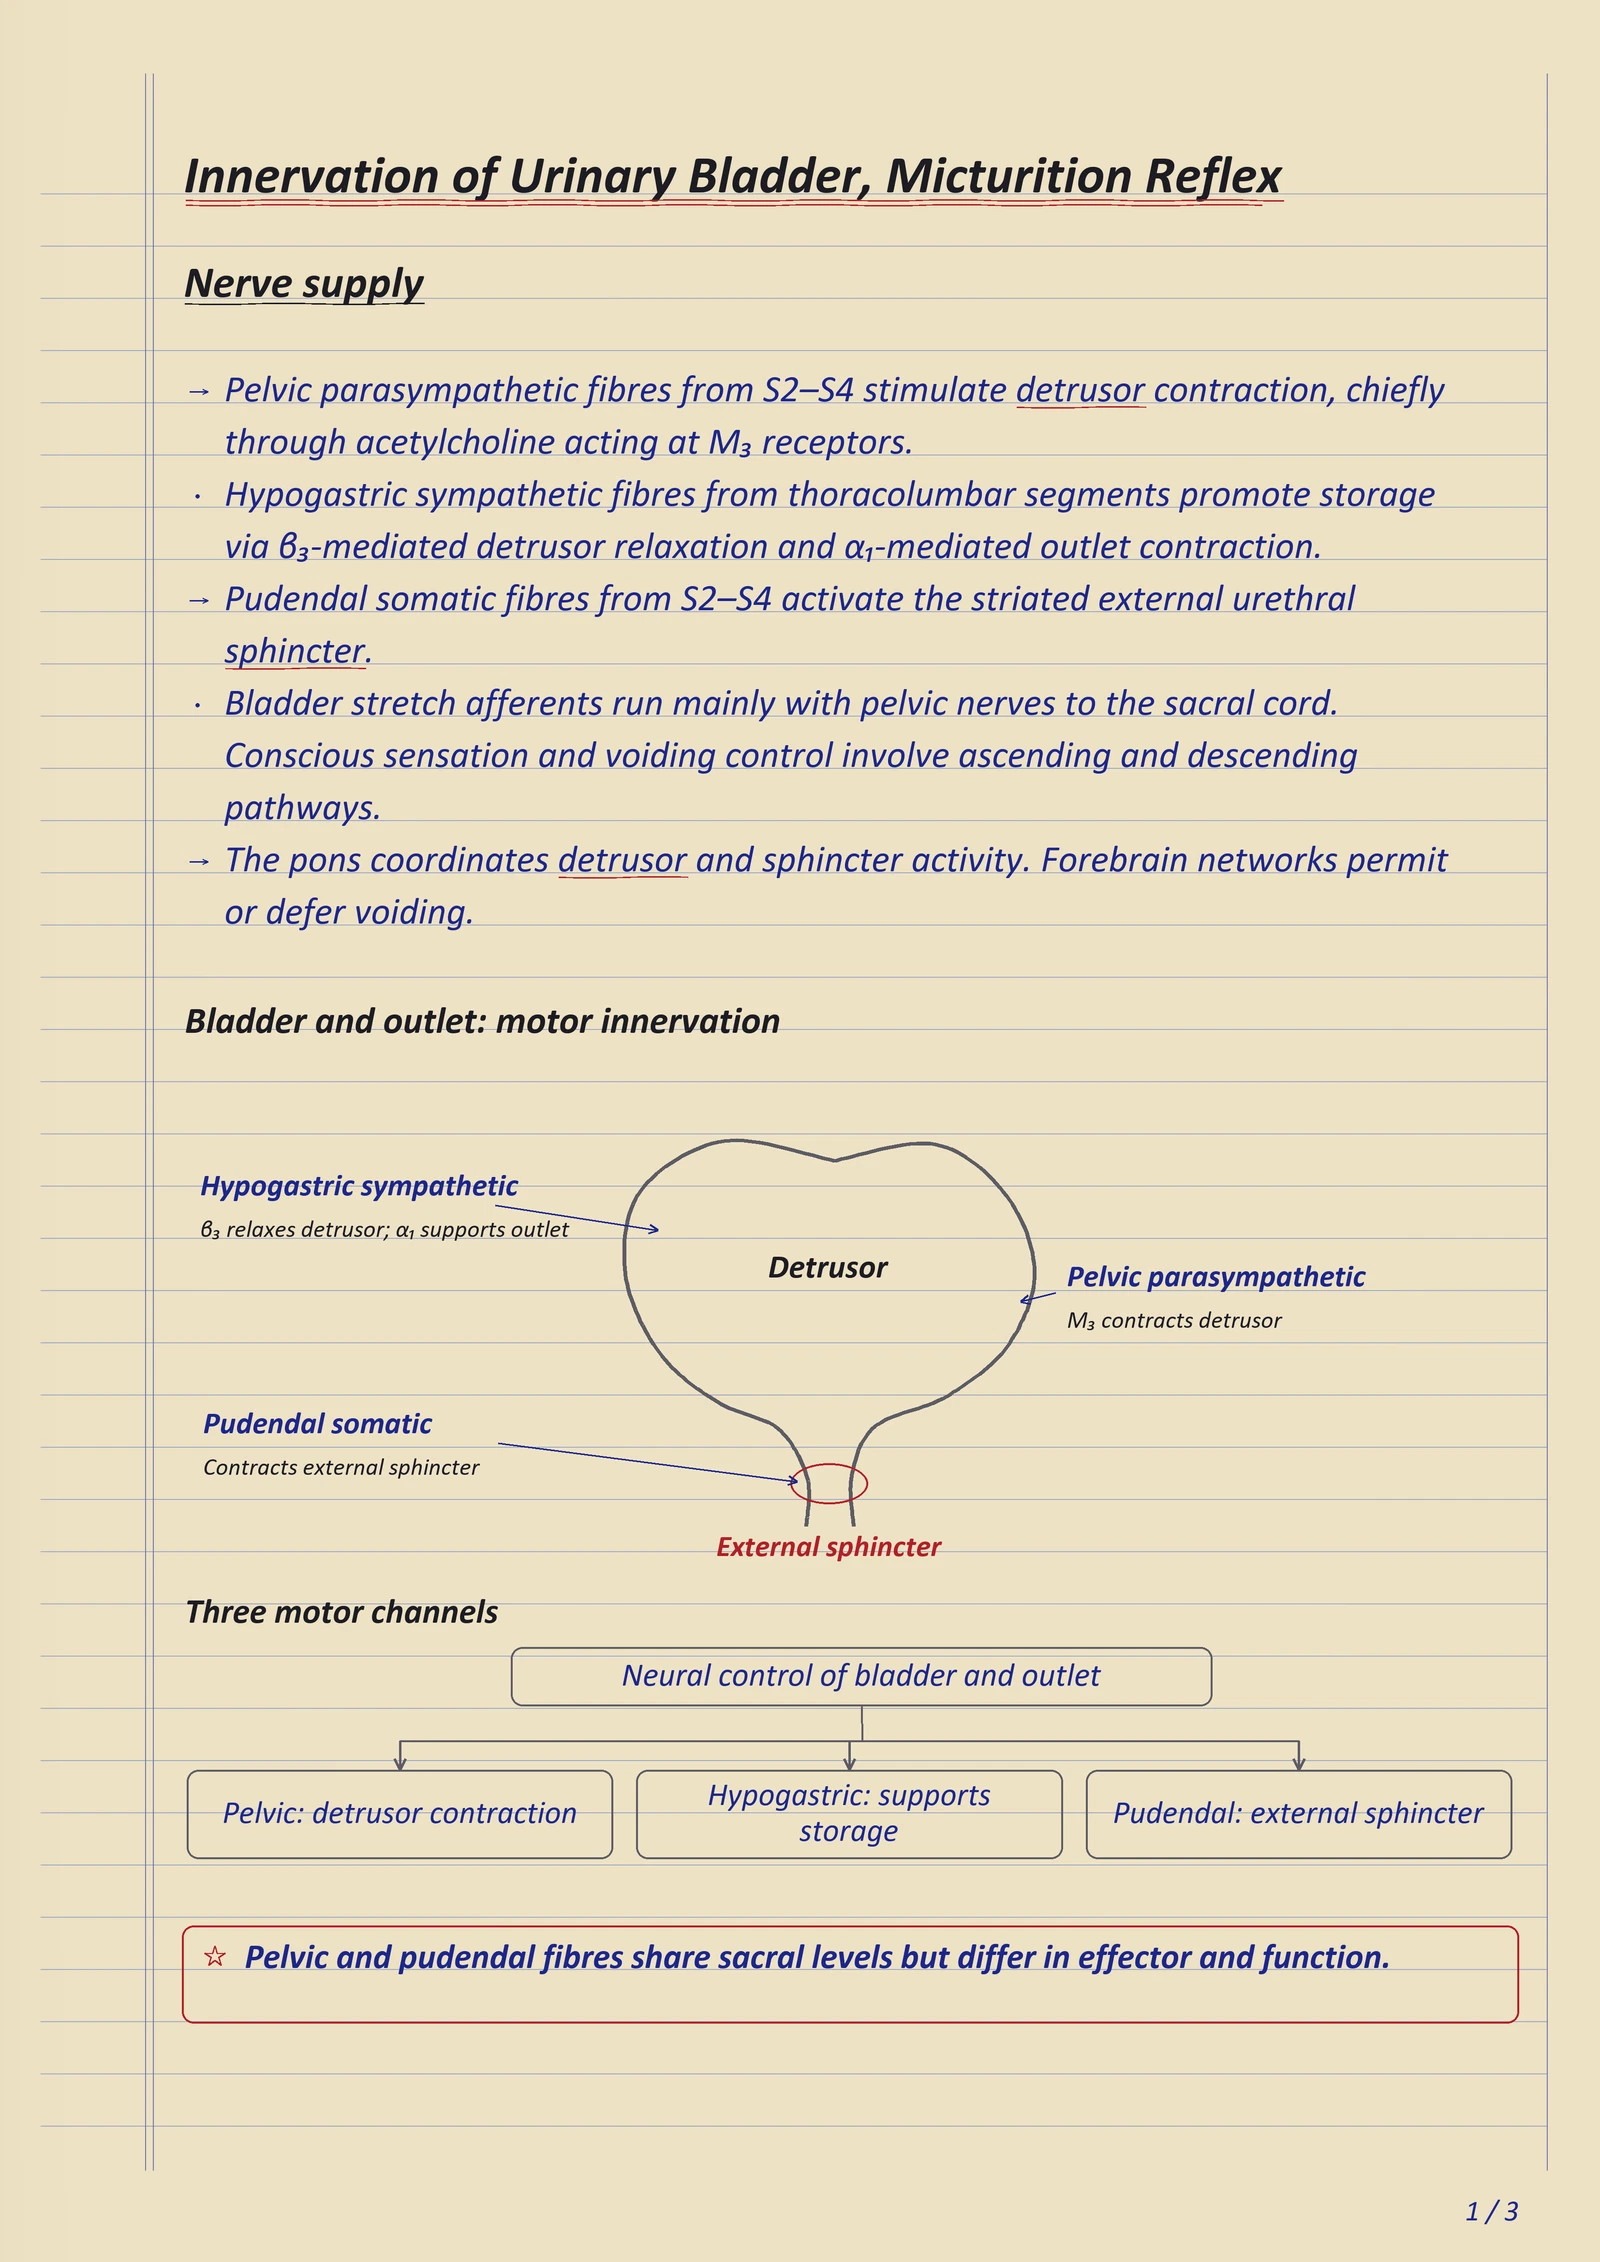 Innervation of Urinary Bladder, Micturition Reflex
Nerve supply
→ Pelvic parasympathetic fibres from S2–S4 stimulate detrusor contraction, chiefly
through acetylcholine acting at M₃ receptors.
· Hypogastric sympathetic fibres from thoracolumbar segments promote storage
via β₃-mediated detrusor relaxation and α₁-mediated outlet contraction.
→ Pudendal somatic fibres from S2–S4 activate the striated external urethral
sphincter.
· Bladder stretch afferents run mainly with pelvic nerves to the sacral cord.
Conscious sensation and voiding control involve ascending and descending
pathways.
→ The pons coordinates detrusor and sphincter activity. Forebrain networks permit
or defer voiding.
Bladder and outlet: motor innervation
Hypogastric sympathetic
β₃ relaxes detrusor; α₁ supports outlet
Detrusor
Pelvic parasympathetic
M₃ contracts detrusor
Pudendal somatic
Contracts external sphincter
External sphincter
Three motor channels
Neural control of bladder and outlet
Pelvic: detrusor contraction
Hypogastric: supports
storage
Pudendal: external sphincter
☆ Pelvic and pudendal fibres share sacral levels but differ in effector and function.
1 / 3